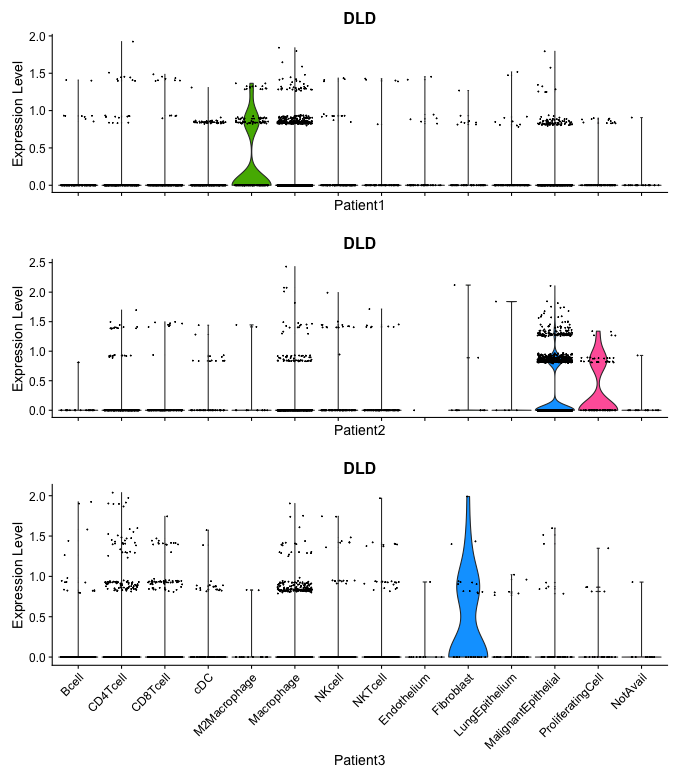 DLD
Expression Level
2.0
1.5
1.0
0.5
0.0
Patient1
DLD
Expression Level
2.5
2.0
1.5
1.0
0.5
0.0
Patient2
DLD
Expression Level
2.0
1.5
1.0
0.5
0.0
Bcell
CD4Tcell
CD8Tcell
cDC
M2Macrophage
Macrophage
NKcell
NKTcell
Endothelium
Fibroblast
LungEpithelium
MalignantEpithelial
ProliferatingCell
NotAvail
Patient3